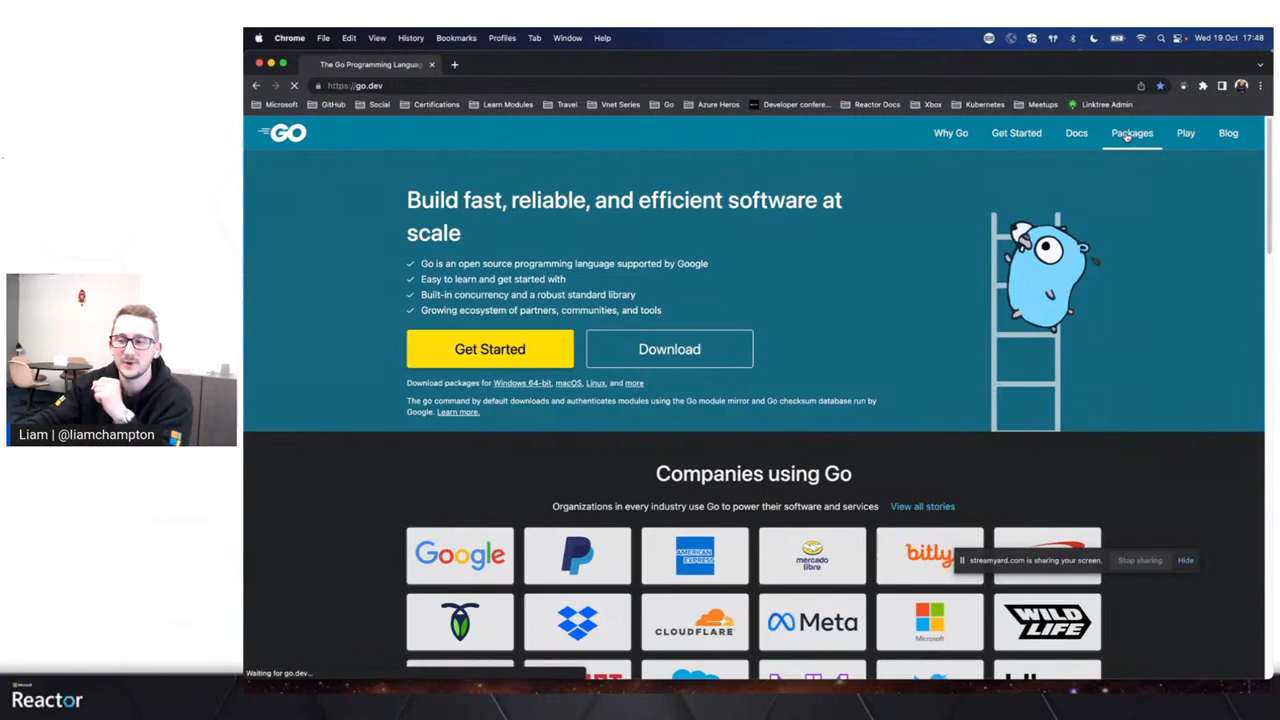 Chrome File Edit View History Bookmarks Profiles Tab Window Help Wed 19 Oct 17:48
The Go Programming Languag
https://go.dev
Microsoft GitHub Social Certifications Learn Modules Travel Vnet Series Go Azure Heros Developer confere... Reactor Docs Xbox Kubernetes Meetups Linktree Admin
GO
Why Go Get Started Docs Packages Play Blog
Build fast, reliable, and efficient software at
scale
Go is an open source programming language supported by Google
Easy to learn and get started with
Built-in concurrency and a robust standard library
Growing ecosystem of partners, communities, and tools
Get Started Download
Download packages for Windows 64-bit, macOS, Linux, and more
The go command by default downloads and authenticates modules using the Go module mirror and Go checksum database run by
Google. Learn more.
Liam | @liamchampton
Companies using Go
Organizations in every industry use Go to power their software and services View all stories
Google AMERICAN EXPRESS mercado libre bitly
streamyard.com is sharing your screen. Stop sharing Hide
CLOUDFLARE Meta Microsoft WILD LIFE
Waiting for go.dev...
Microsoft
Reactor